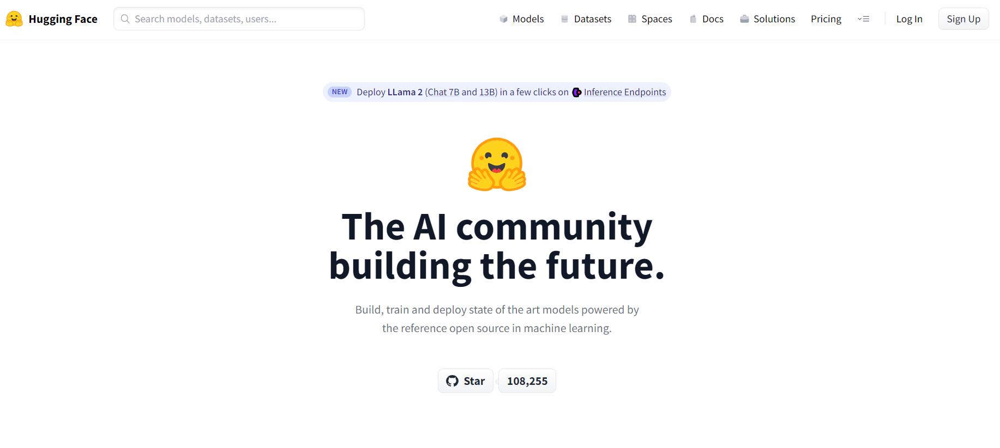 Hugging Face
Search models, datasets, users...
Models
Datasets
Spaces
Docs
Solutions
Pricing
Log In
Sign Up
NEW Deploy LLama 2 (Chat 7B and 13B) in a few clicks on Inference Endpoints
The AI community
building the future.
Build, train and deploy state of the art models powered by
the reference open source in machine learning.
Star 108,255